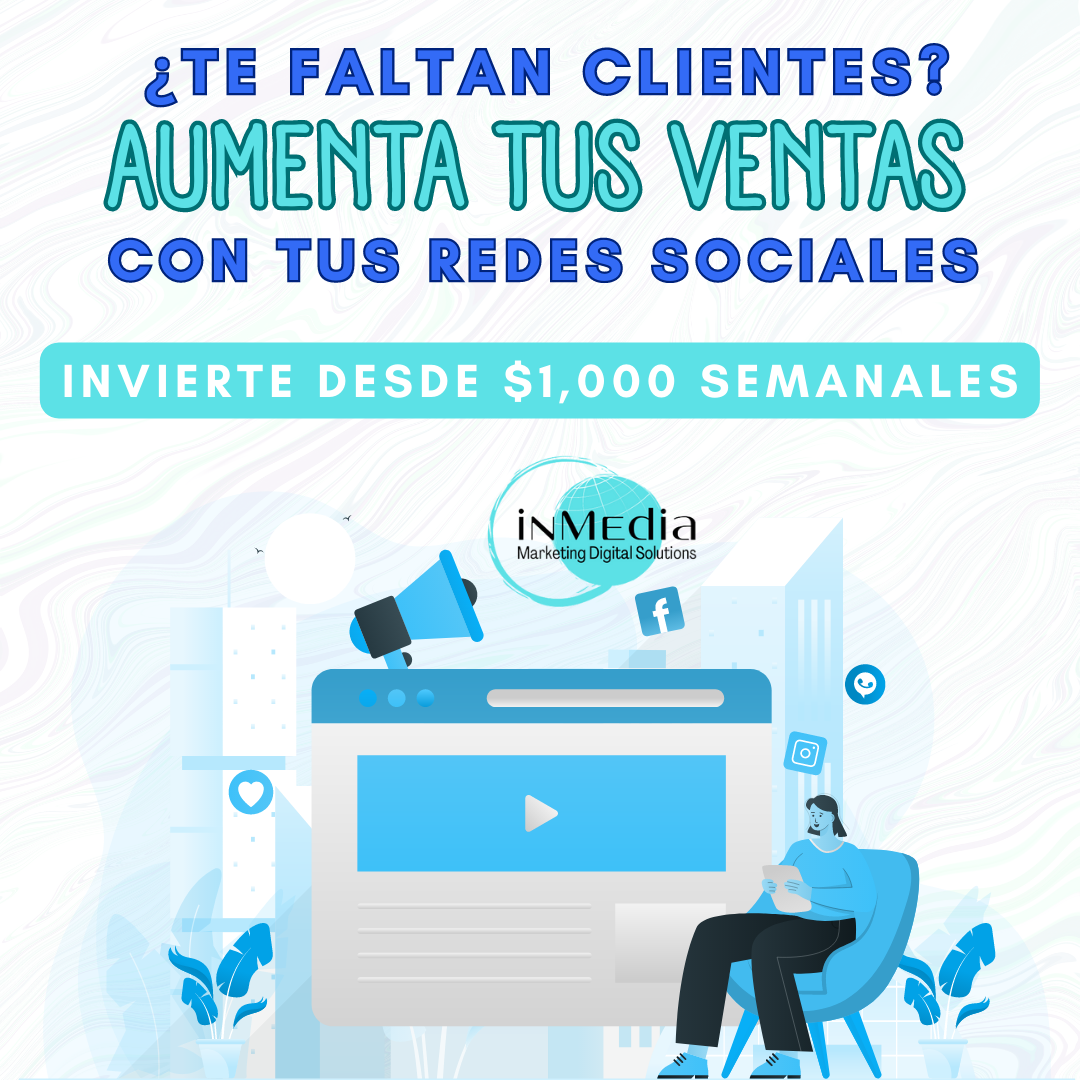 ¿TE FALTAN CLIENTES?
AUMENTA TUS VENTAS
CON TUS REDES SOCIALES
INVIERTE DESDE $1,000 SEMANALES
inMedia
Marketing Digital Solutions